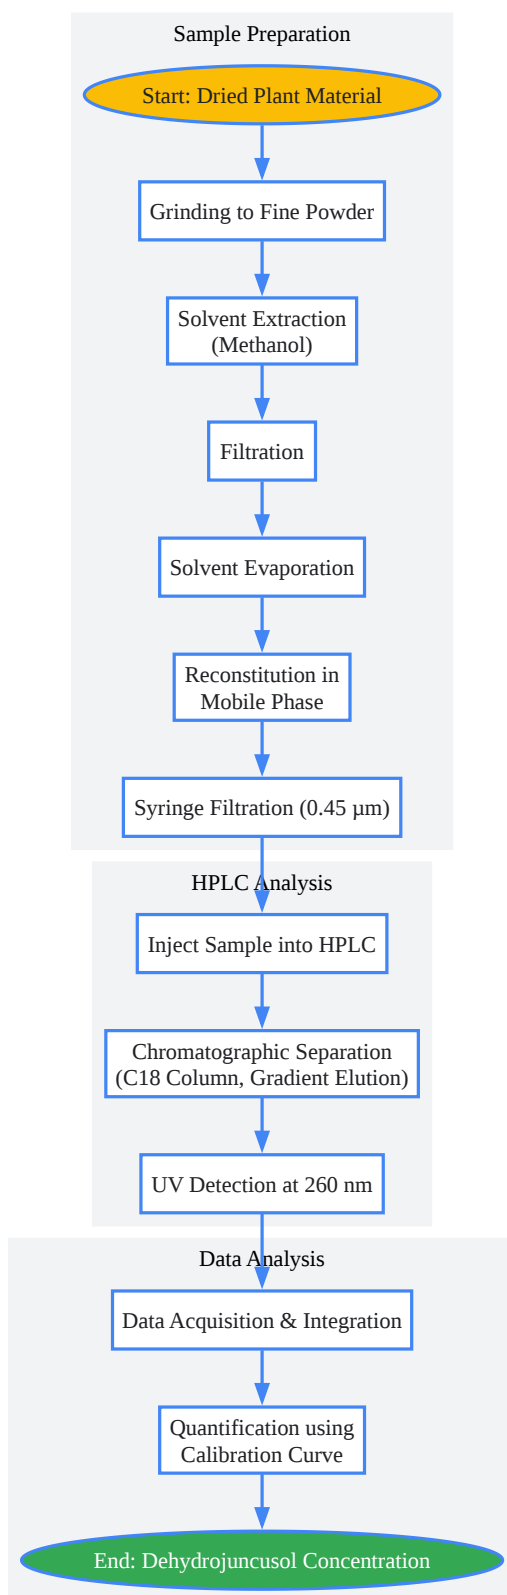 Sample Preparation
Start: Dried Plant Material
Grinding to Fine Powder
Solvent Extraction
(Methanol)
Filtration
Solvent Evaporation
Reconstitution in
Mobile Phase
Syringe Filtration (0.45 µm)
HPLC Analysis
Inject Sample into HPLC
Chromatographic Separation
(C18 Column, Gradient Elution)
UV Detection at 260 nm
Data Analysis
Data Acquisition & Integration
Quantification using
Calibration Curve
End: Dehydrojuncusol Concentration